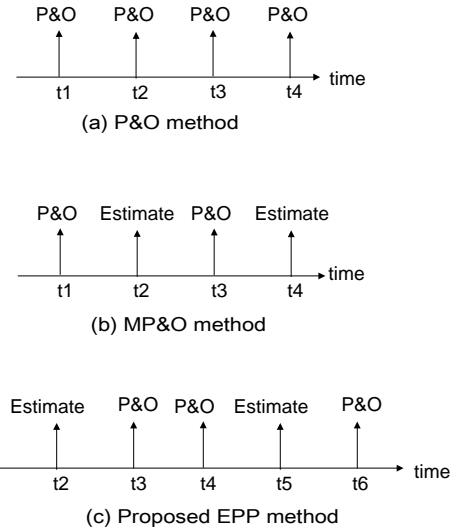 P&O P&O P&O P&O
time
t1 t2 t3 t4
(a) P&O method
P&O Estimate P&O Estimate
time
t1 t2 t3 t4
(b) MP&O method
Estimate P&O P&O Estimate P&O
time
t2 t3 t4 t5 t6
(c) Proposed EPP method